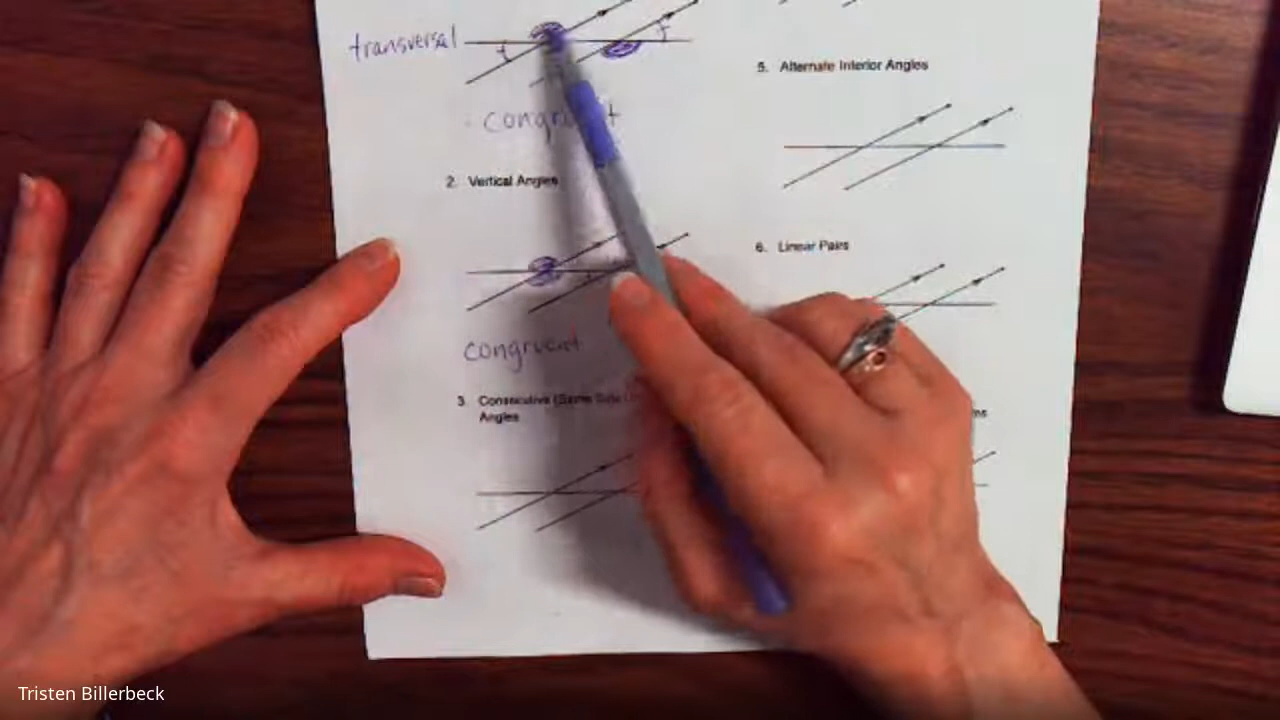 transversal
2. Vertical Angles
congruent
3. Consecutive (Same Side
Angles
5. Alternate Interior Angles
6. Linear Pairs
Tristen Billerbeck